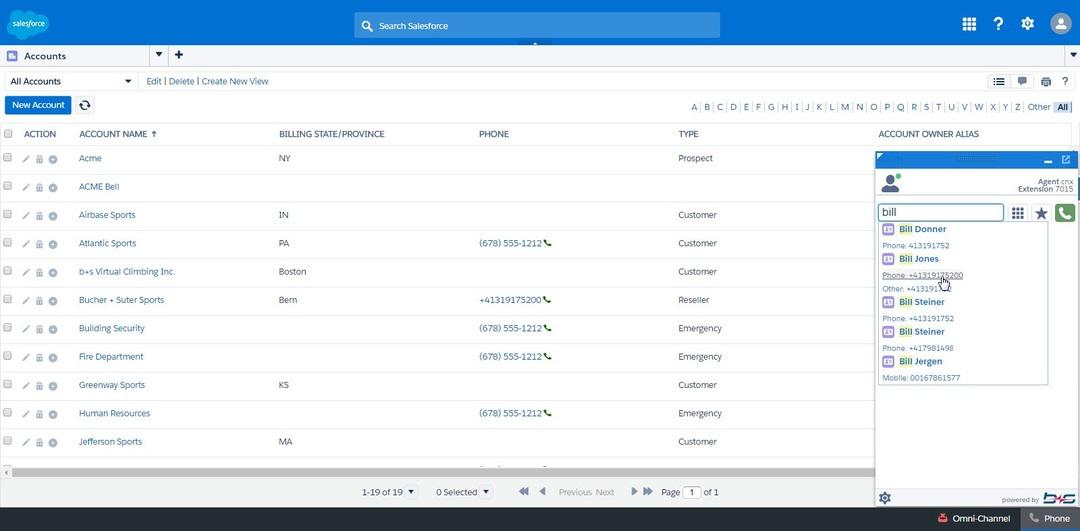 salesforce
Search Salesforce
?
Accounts
+
All Accounts
Edit | Delete | Create New View
?
New Account
A | B | C | D | E | F | G | H | I | J | K | L | M | N | O | P | Q | R | S | T | U | V | W | X | Y | Z | Other | All
ACTION ACCOUNT NAME ↑ BILLING STATE/PROVINCE PHONE TYPE ACCOUNT OWNER ALIAS
Acme NY Prospect
ACME Bell
Airbase Sports IN Customer
Atlantic Sports PA (678) 555-1212 Customer
b+s Virtual Climbing Inc. Boston Customer
Bucher + Suter Sports Bern +41319175200 Reseller
Building Security (678) 555-1212 Emergency
Fire Department (678) 555-1212 Emergency
Greenway Sports KS Customer
Human Resources (678) 555-1212 Emergency
Jefferson Sports MA Customer
1-19 of 19 0 Selected Previous Next Page 1 of 1
Agent cnx
Extension 7015
bill
Bill Donner
Phone: 413191752
Bill Jones
Phone: +41319175200
Other: +413191
Bill Steiner
Phone: +413191752
Bill Steiner
Phone: +417981498
Bill Jergen
Mobile: 00167861577
powered by b+s
Omni-Channel
Phone